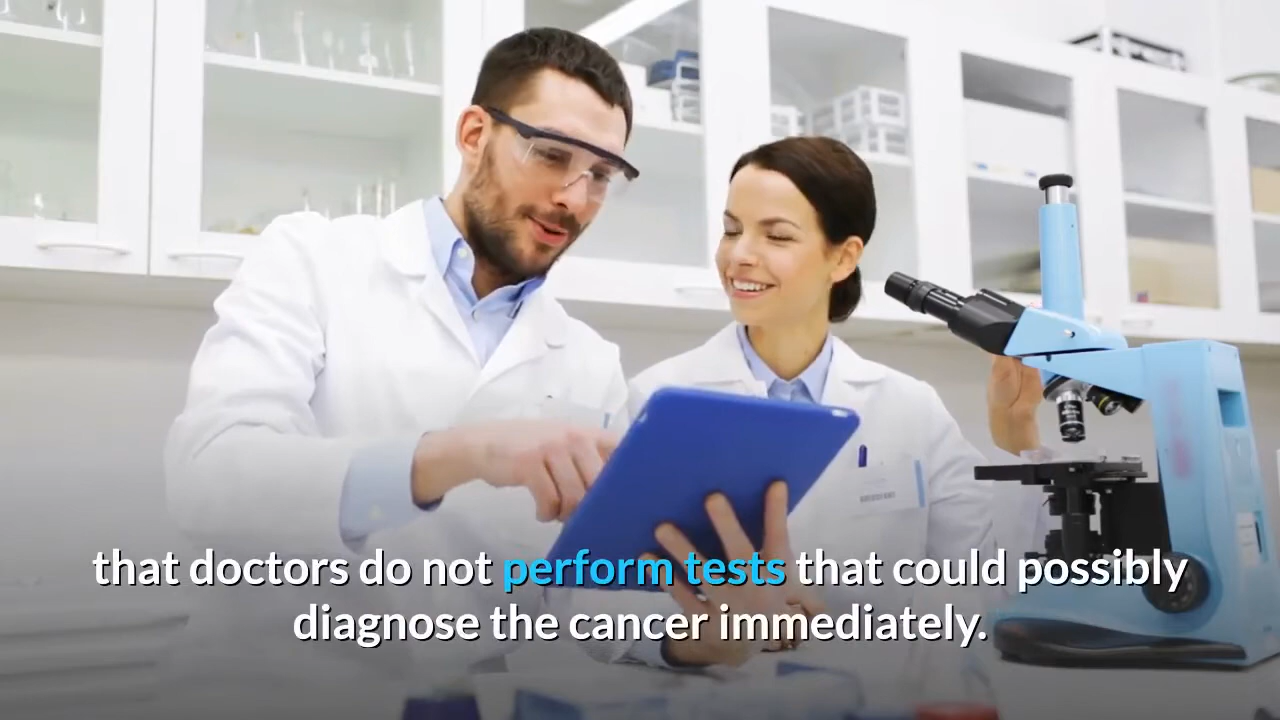 that doctors do not perform tests that could possibly
diagnose the cancer immediately.